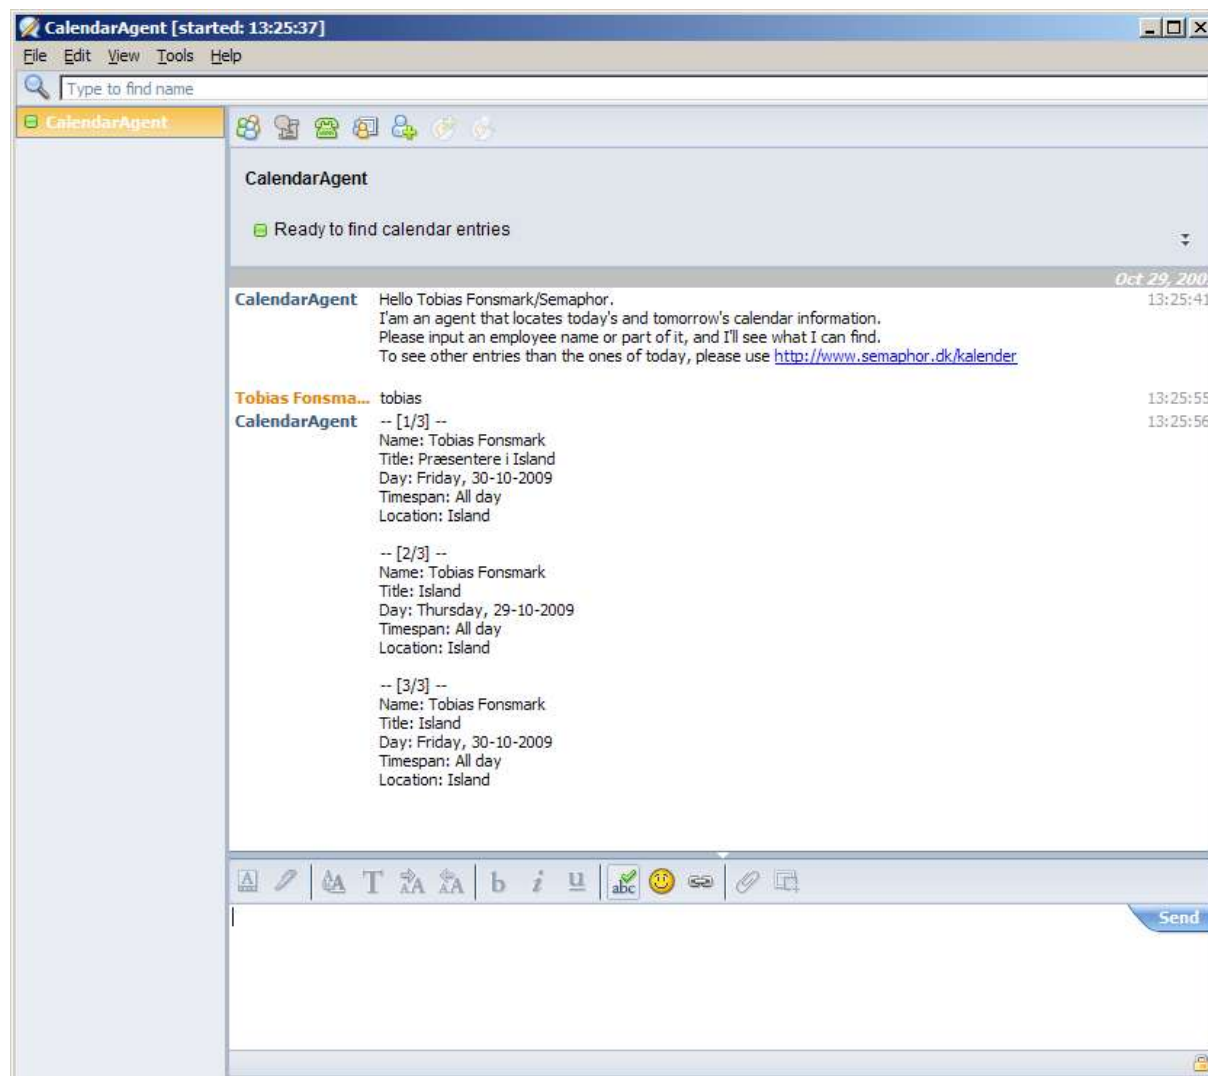 CalendarAgent [started: 13:25:37]
File Edit View Tools Help
Type to find name
CalendarAgent
CalendarAgent
Ready to find calendar entries
Oct 29, 200
CalendarAgent Hello Tobias Fonsmark/Semaphor. 13:25:41
I'am an agent that locates today's and tomorrow's calendar information.
Please input an employee name or part of it, and I'll see what I can find.
To see other entries than the ones of today, please use http://www.semaphor.dk/kalender
Tobias Fonsma... tobias 13:25:55
CalendarAgent -- [1/3] -- 13:25:56
Name: Tobias Fonsmark
Title: Præsentere i Island
Day: Friday, 30-10-2009
Timespan: All day
Location: Island
-- [2/3] --
Name: Tobias Fonsmark
Title: Island
Day: Thursday, 29-10-2009
Timespan: All day
Location: Island
-- [3/3] --
Name: Tobias Fonsmark
Title: Island
Day: Friday, 30-10-2009
Timespan: All day
Location: Island
A AA T AA AA b i u abc
Send